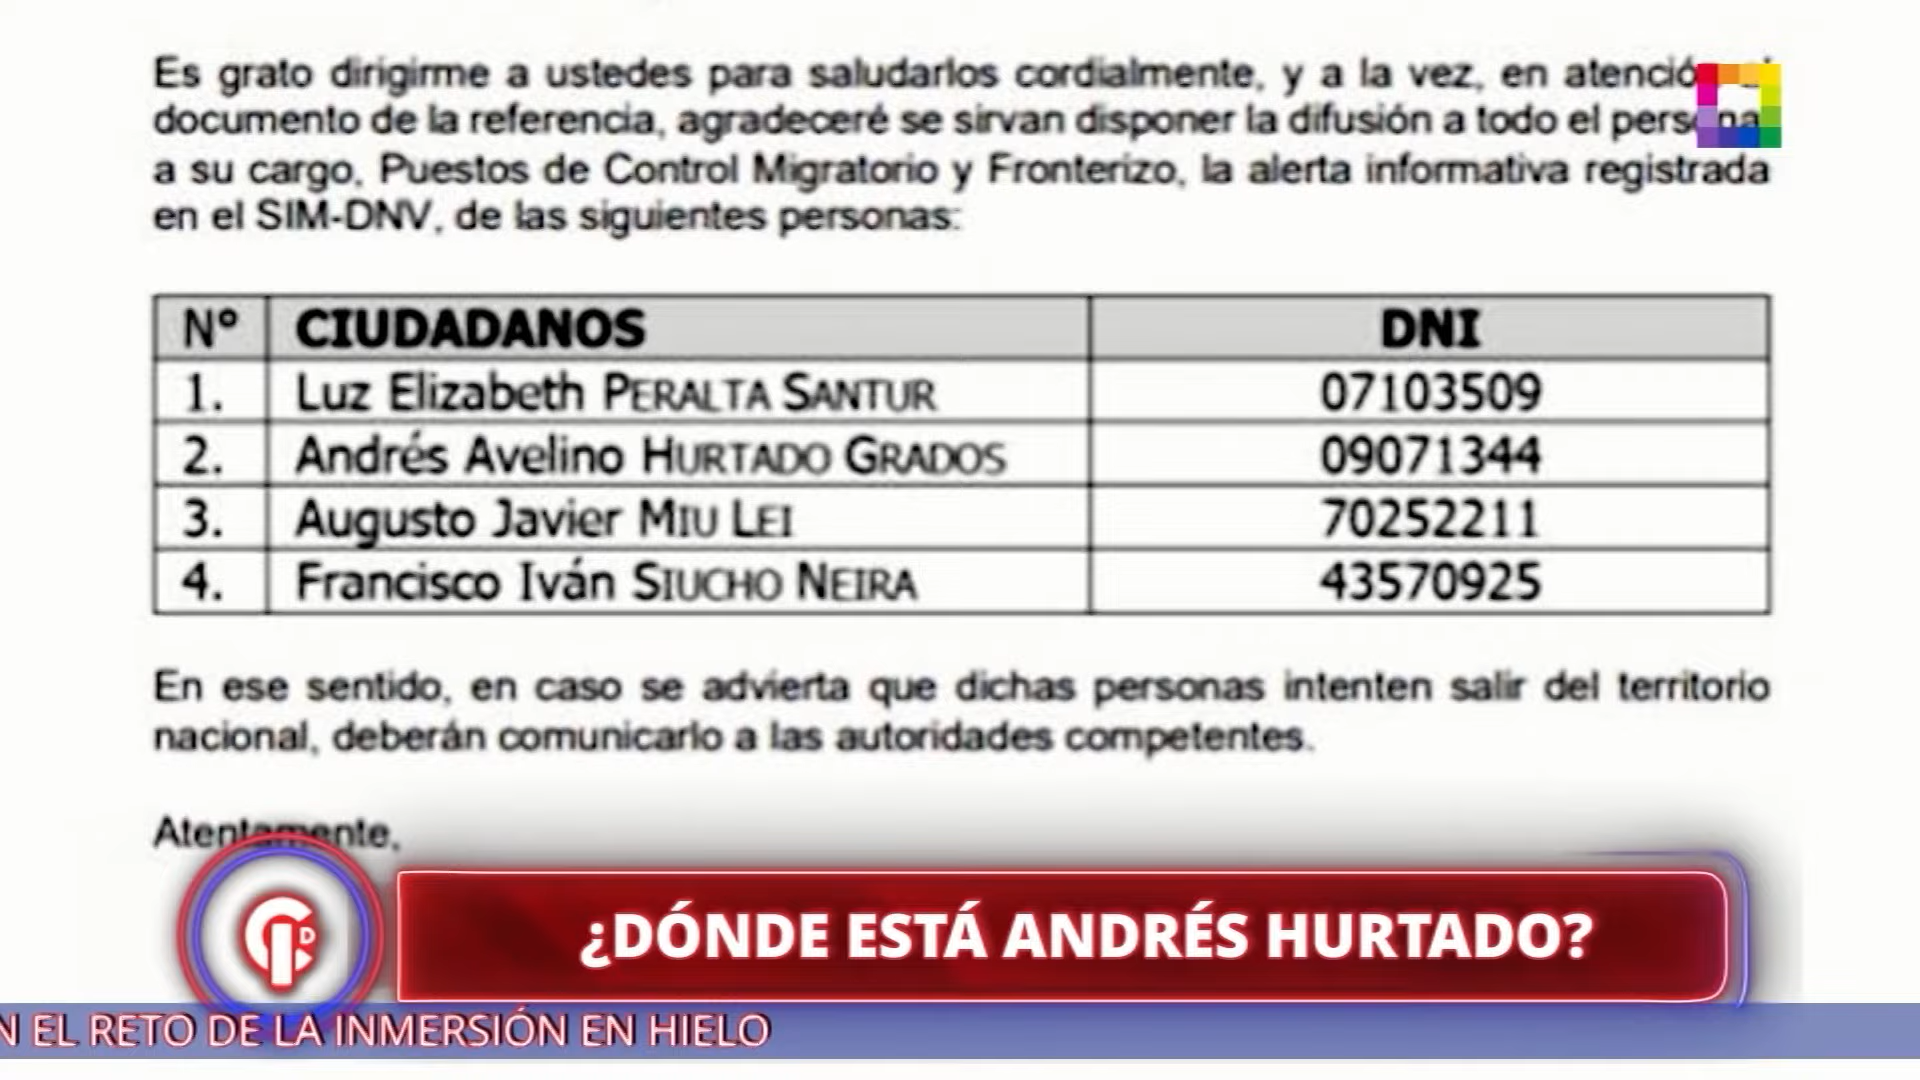 Es grato dirigirme a ustedes para saludarlos cordialmente, y a la vez, en
documento de la referencia, agradeceré se sirvan disponer la difusión a todo el
a su cargo, Puestos de Control Migratorio y Fronterizo, la alerta informativa registrada
en el SIM-DNV, de las siguientes personas:
N° CIUDADANOS DNI
1. Luz Elizabeth PERALTA SANTUR 07103509
2. Andrés Avelino HURTADO GRADOS 09071344
3. Augusto Javier MIU LEI 70252211
4. Francisco Iván SIUCHO NEIRA 43570925
En ese sentido, en caso se advierta que dichas personas intenten salir del territorio
nacional, deberán comunicarlo a las autoridades competentes.
Atentamente,
¿DÓNDE ESTÁ ANDRÉS HURTADO?
N EL RETO DE LA INMERSIÓN EN HIELO